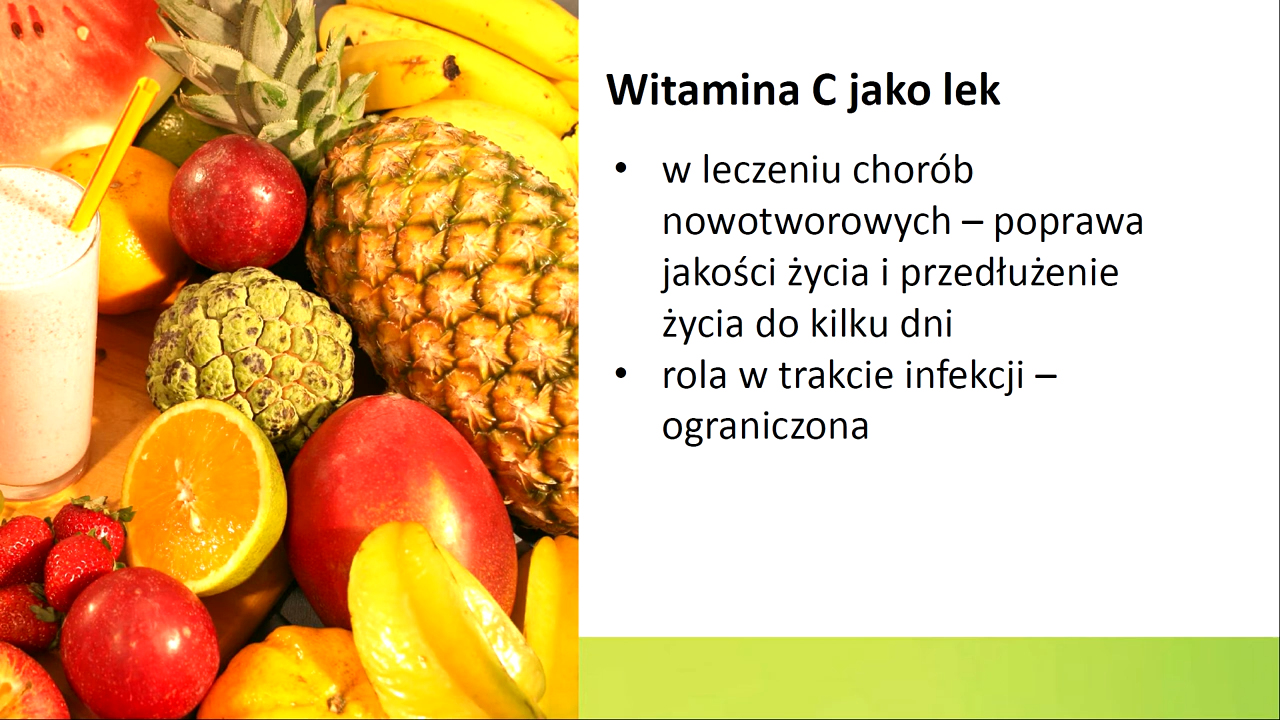 Witamina C jako lek
• w leczeniu chorób
nowotworowych – poprawa
jakości życia i przedłużenie
życia do kilku dni
• rola w trakcie infekcji –
ograniczona